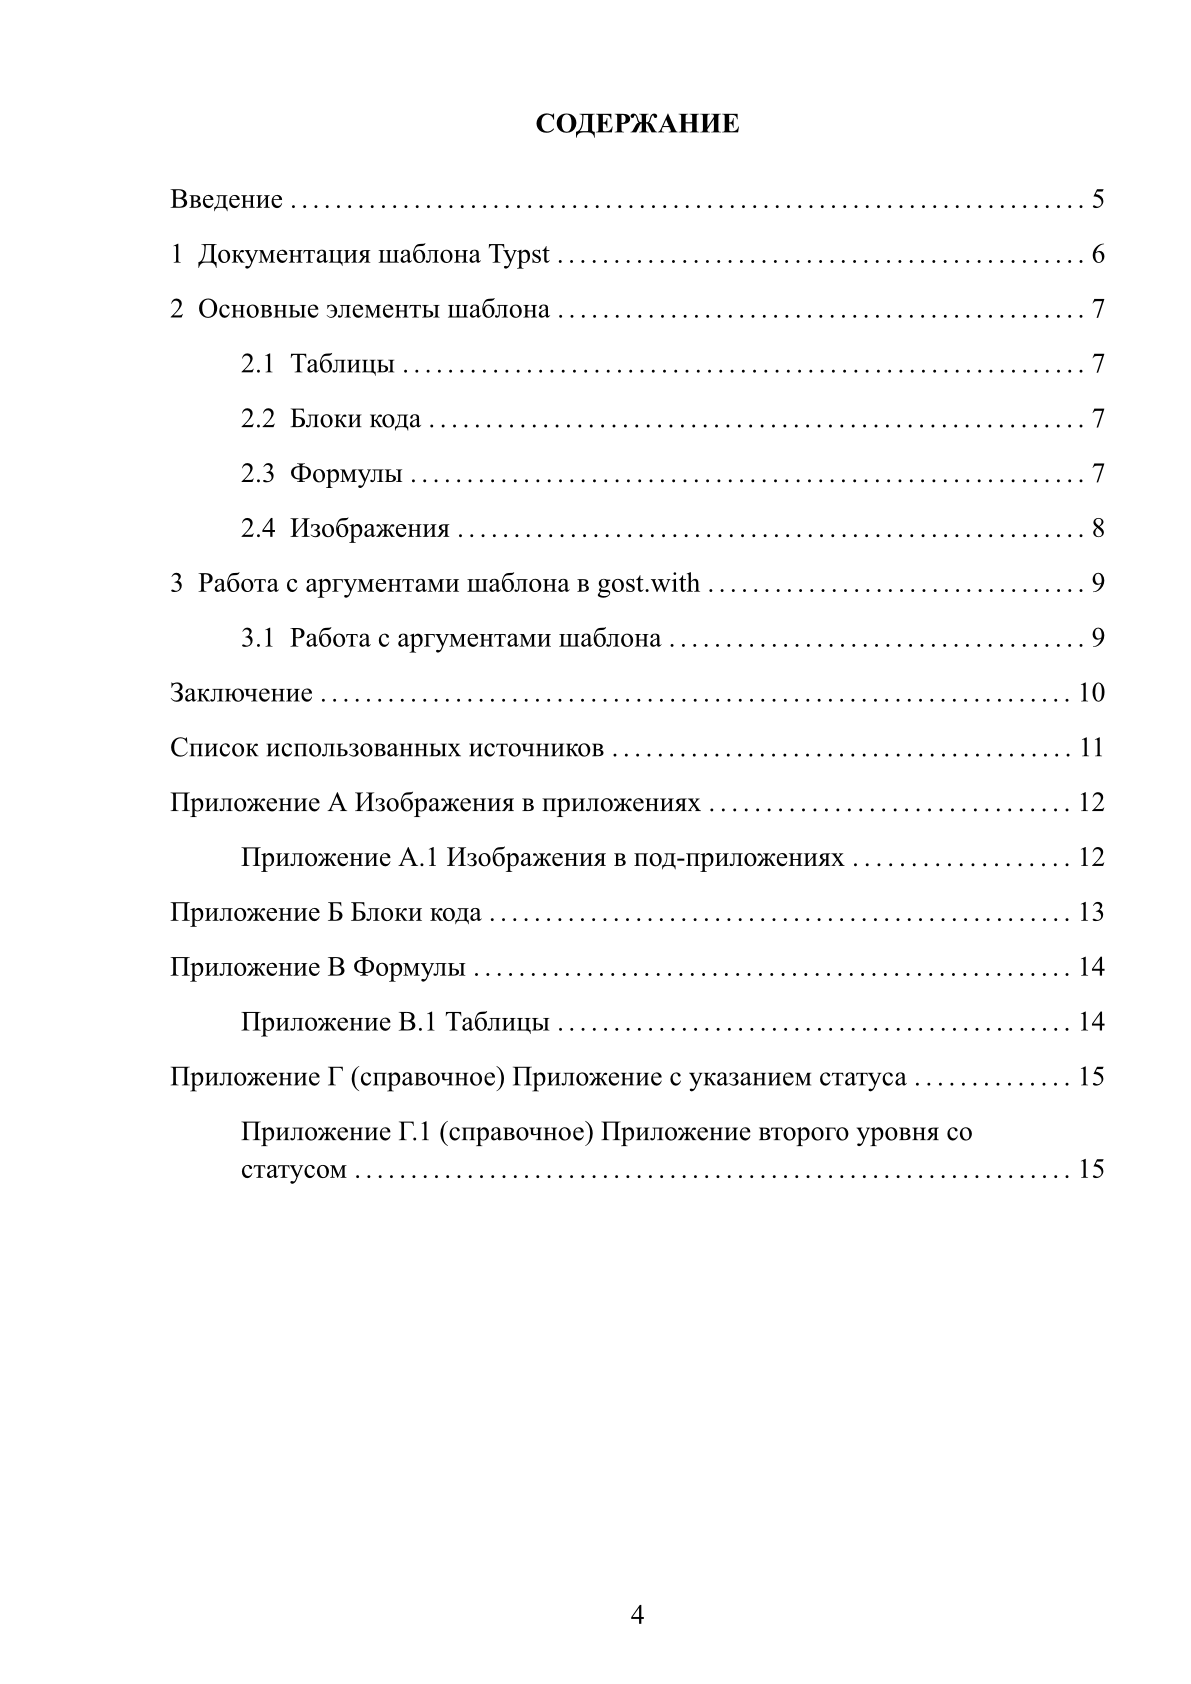 СОДЕРЖАНИЕ
Введение . . . . . . . . . . . . . . . . . . . . . . . . . . . . . . . . . . . . . . . . . . . . . . . . . . . . . . . . . . . . . . . . . . . . . . . 5
1 Документация шаблона Typst . . . . . . . . . . . . . . . . . . . . . . . . . . . . . . . . . . . . . . . . . . . . . . . 6
2 Основные элементы шаблона . . . . . . . . . . . . . . . . . . . . . . . . . . . . . . . . . . . . . . . . . . . . . . . 7
2.1 Таблицы . . . . . . . . . . . . . . . . . . . . . . . . . . . . . . . . . . . . . . . . . . . . . . . . . . . . . . . . . . . . . 7
2.2 Блоки кода . . . . . . . . . . . . . . . . . . . . . . . . . . . . . . . . . . . . . . . . . . . . . . . . . . . . . . . . . . 7
2.3 Формулы . . . . . . . . . . . . . . . . . . . . . . . . . . . . . . . . . . . . . . . . . . . . . . . . . . . . . . . . . . . . 7
2.4 Изображения . . . . . . . . . . . . . . . . . . . . . . . . . . . . . . . . . . . . . . . . . . . . . . . . . . . . . . . . 8
3 Работа с аргументами шаблона в gost.with . . . . . . . . . . . . . . . . . . . . . . . . . . . . . . . . . . 9
3.1 Работа с аргументами шаблона . . . . . . . . . . . . . . . . . . . . . . . . . . . . . . . . . . . . . 9
Заключение . . . . . . . . . . . . . . . . . . . . . . . . . . . . . . . . . . . . . . . . . . . . . . . . . . . . . . . . . . . . . . . . . . . 10
Список использованных источников . . . . . . . . . . . . . . . . . . . . . . . . . . . . . . . . . . . . . . . . . 11
Приложение А Изображения в приложениях . . . . . . . . . . . . . . . . . . . . . . . . . . . . . . . . 12
Приложение А.1 Изображения в под-приложениях . . . . . . . . . . . . . . . . . . . . 12
Приложение Б Блоки кода . . . . . . . . . . . . . . . . . . . . . . . . . . . . . . . . . . . . . . . . . . . . . . . . . . . . 13
Приложение В Формулы . . . . . . . . . . . . . . . . . . . . . . . . . . . . . . . . . . . . . . . . . . . . . . . . . . . . . 14
Приложение В.1 Таблицы . . . . . . . . . . . . . . . . . . . . . . . . . . . . . . . . . . . . . . . . . . . . . . 14
Приложение Г (справочное) Приложение с указанием статуса . . . . . . . . . . . . . . 15
Приложение Г.1 (справочное) Приложение второго уровня со
статусом . . . . . . . . . . . . . . . . . . . . . . . . . . . . . . . . . . . . . . . . . . . . . . . . . . . . . . . . . . . . . . . . 15
4